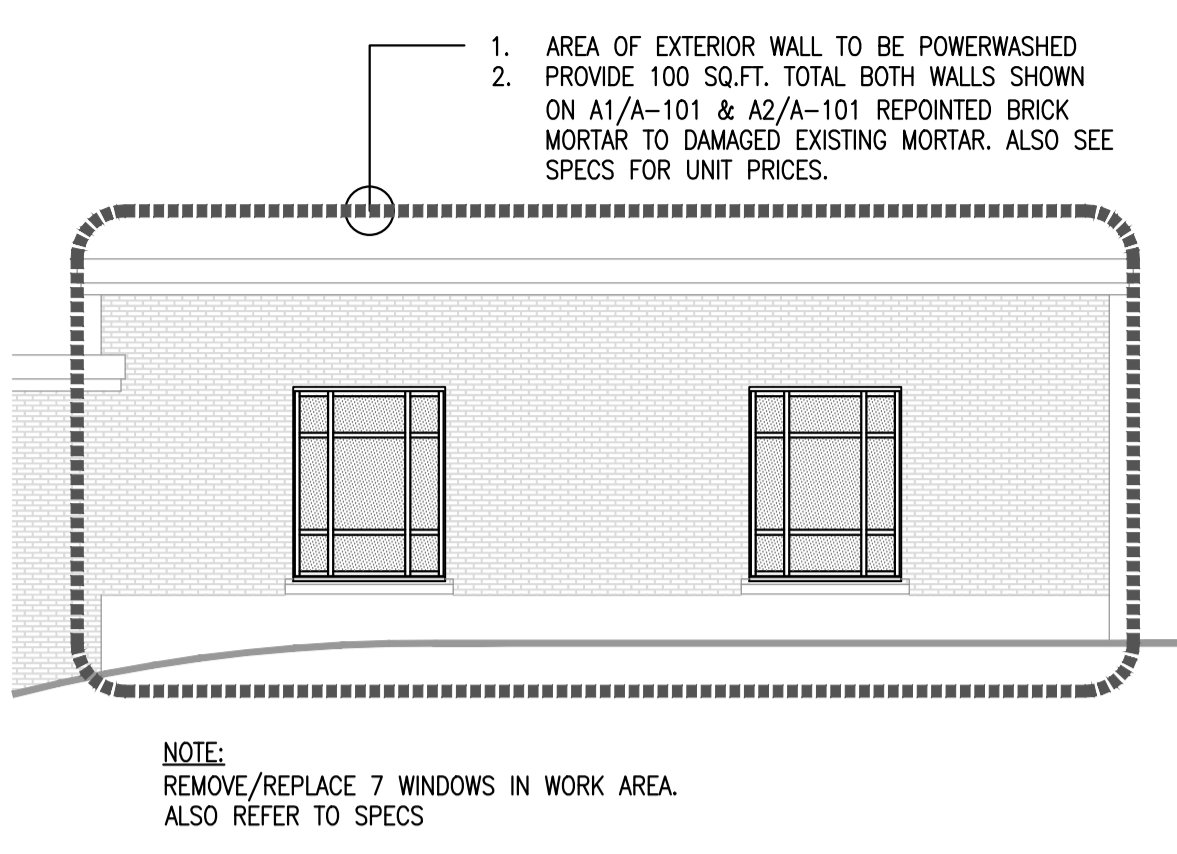 1. AREA OF EXTERIOR WALL TO BE POWERWASHED
2. PROVIDE 100 SQ.FT. TOTAL BOTH WALLS SHOWN
ON A1/A-101 & A2/A-101 REPOINTED BRICK
MORTAR TO DAMAGED EXISTING MORTAR. ALSO SEE
SPECS FOR UNIT PRICES.
NOTE:
REMOVE/REPLACE 7 WINDOWS IN WORK AREA.
ALSO REFER TO SPECS